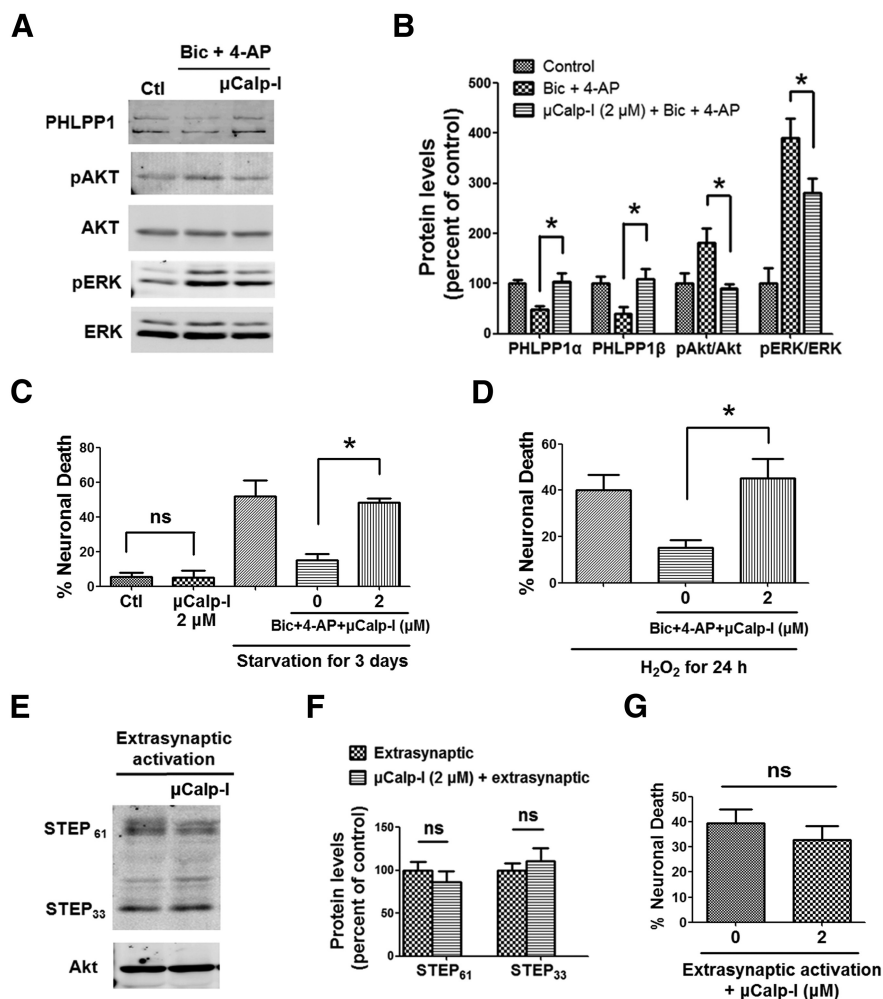 A
Bic + 4-AP
Ctl
µCalp-I
PHLPP1
pAKT
AKT
pERK
ERK
B
Control
Bic + 4-AP
µCalp-I (2 µM) + Bic + 4-AP
Protein levels
(percent of control)
500
400
300
200
100
0
*
*
*
*
PHLPP1α
PHLPP1β
pAkt/Akt
pERK/ERK
C
% Neuronal Death
80
60
40
20
0
ns
*
Ctl
µCalp-I
2 µM
0
2
Bic+4-AP+µCalp-I (µM)
Starvation for 3 days
D
% Neuronal Death
60
40
20
0
*
0
2
Bic+4-AP+µCalp-I (µM)
H₂O₂ for 24 h
E
Extrasynaptic
activation
µCalp-I
STEP₆₁
STEP₃₃
Akt
F
Extrasynaptic
µCalp-I (2 µM) + extrasynaptic
Protein levels
(percent of control)
150
100
50
0
ns
ns
STEP₆₁
STEP₃₃
G
% Neuronal Death
50
40
30
20
10
0
ns
0
2
Extrasynaptic activation
+ µCalp-I (µM)